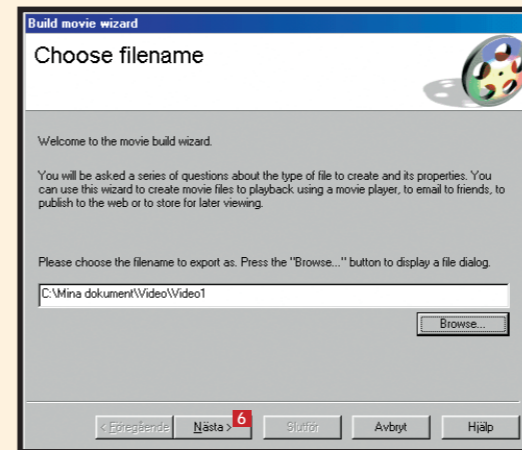 Build movie wizard
Choose filename
Welcome to the movie build wizard.
You will be asked a series of questions about the type of file to create and its properties. You
can use this wizard to create movie files to playback using a movie player, to email to friends, to
publish to the web or to store for later viewing.
Please choose the filename to export as. Press the "Browse..." button to display a file dialog.
C:\Mina dokument\Video\Video1
Browse...
< Föregående Nästa > 6 Slutför Avbryt Hjälp